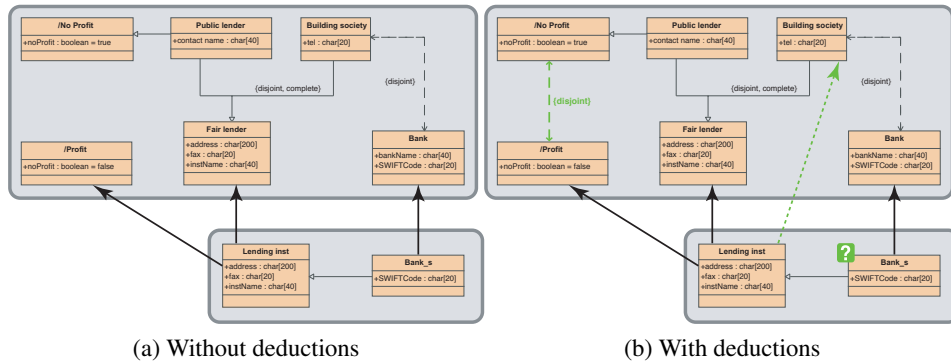 /No Profit
+noProfit : boolean = true
Public lender
+contact name : char[40]
Building society
+tel : char[20]
{disjoint}
{disjoint, complete}
Fair lender
+address : char[200]
+fax : char[20]
+instName : char[40]
/Profit
+noProfit : boolean = false
Bank
+bankName : char[40]
+SWIFTCode : char[20]
Lending inst
+address : char[200]
+fax : char[20]
+instName : char[40]
Bank_s
+SWIFTCode : char[20]
(a) Without deductions
/No Profit
+noProfit : boolean = true
Public lender
+contact name : char[40]
Building society
+tel : char[20]
{disjoint}
{disjoint, complete}
{disjoint}
Fair lender
+address : char[200]
+fax : char[20]
+instName : char[40]
/Profit
+noProfit : boolean = false
Bank
+bankName : char[40]
+SWIFTCode : char[20]
Lending inst
+address : char[200]
+fax : char[20]
+instName : char[40]
?
Bank_s
+SWIFTCode : char[20]
(b) With deductions